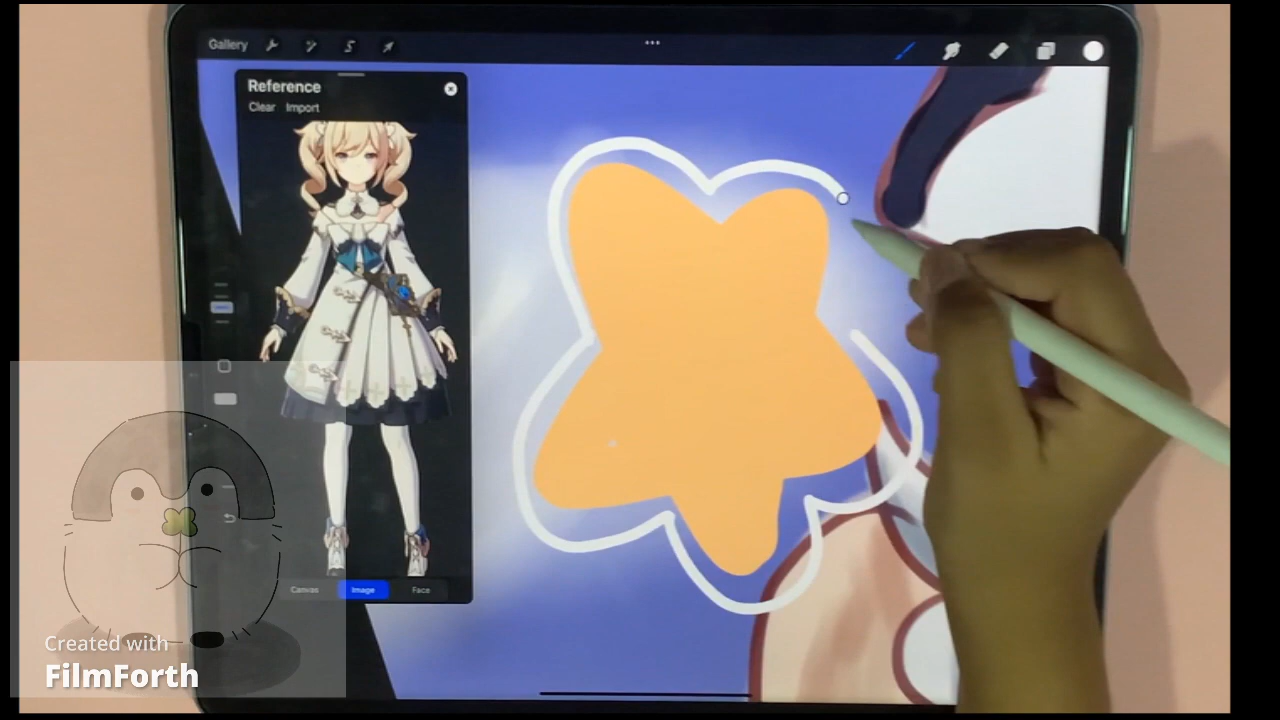 Gallery
Reference
Clear Import
Canvas Image Face
Created with
FilmForth